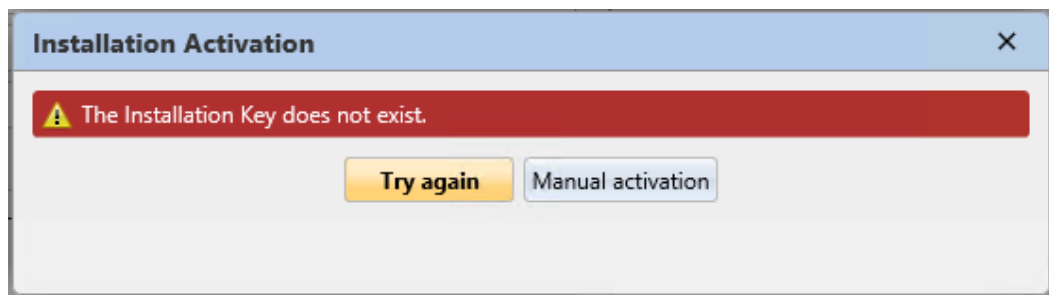 Installation Activation
The Installation Key does not exist.
Try again Manual activation